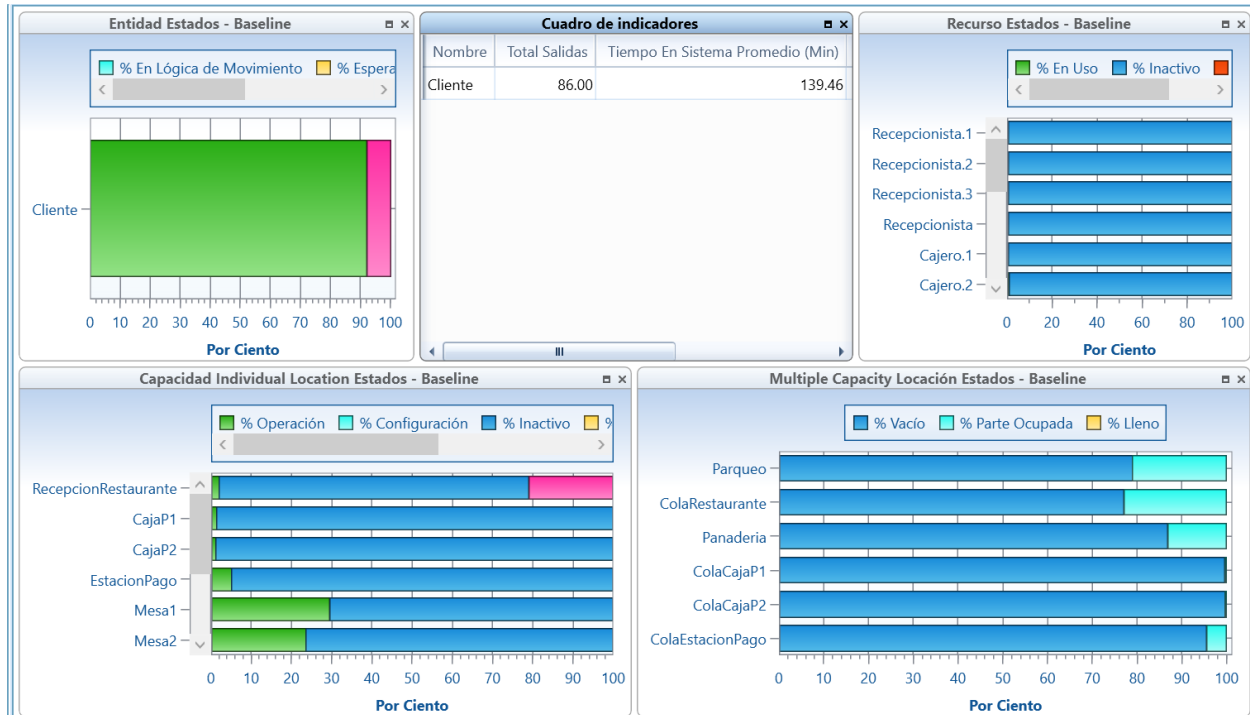 Entidad Estados - Baseline
% En Lógica de Movimiento % Espera
Cliente
0 10 20 30 40 50 60 70 80 90 100
Por Ciento
Cuadro de indicadores
Nombre Total Salidas Tiempo En Sistema Promedio (Min)
Cliente 86.00 139.46
Recurso Estados - Baseline
% En Uso % Inactivo
Recepcionista.1
Recepcionista.2
Recepcionista.3
Recepcionista
Cajero.1
Cajero.2
0 20 40 60 80 100
Por Ciento
Capacidad Individual Location Estados - Baseline
% Operación % Configuración % Inactivo %
RecepcionRestaurante
CajaP1
CajaP2
EstacionPago
Mesa1
Mesa2
0 10 20 30 40 50 60 70 80 90 100
Por Ciento
Multiple Capacity Locación Estados - Baseline
% Vacío % Parte Ocupada % Lleno
Parqueo
ColaRestaurante
Panaderia
ColaCajaP1
ColaCajaP2
ColaEstacionPago
0 10 20 30 40 50 60 70 80 90 100
Por Ciento